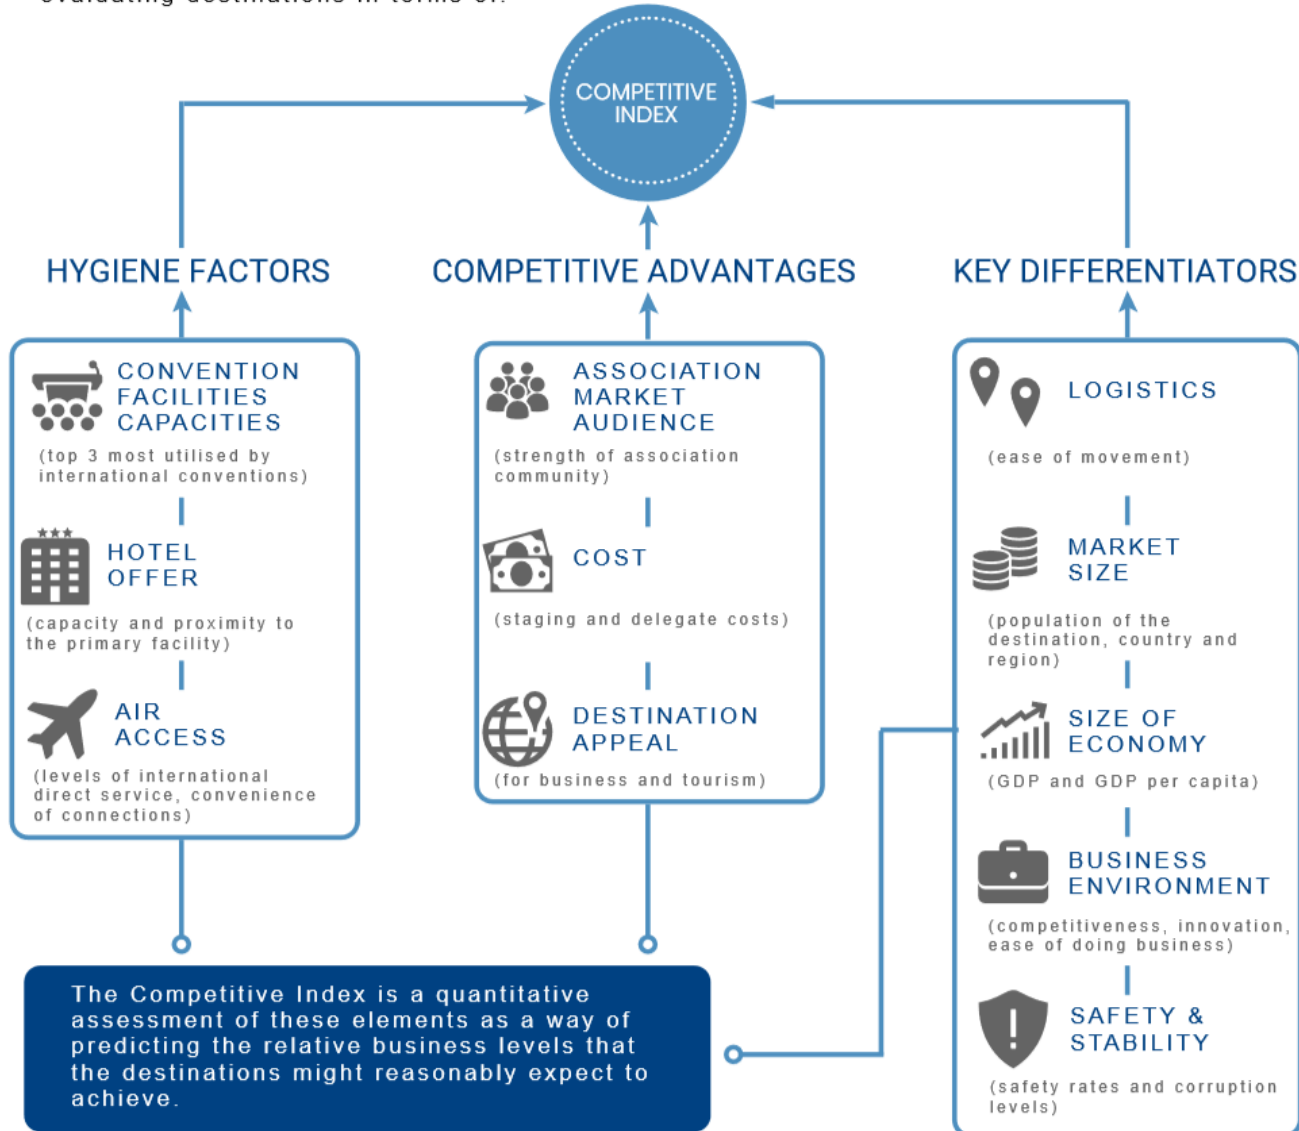 evaluating destinations in terms of:
COMPETITIVE
INDEX
HYGIENE FACTORS
CONVENTION
FACILITIES
CAPACITIES
(top 3 most utilised by
international conventions)
HOTEL
OFFER
(capacity and proximity to
the primary facility)
AIR
ACCESS
(levels of international
direct service, convenience
of connections)
COMPETITIVE ADVANTAGES
ASSOCIATION
MARKET
AUDIENCE
(strength of association
community)
COST
(staging and delegate costs)
DESTINATION
APPEAL
(for business and tourism)
KEY DIFFERENTIATORS
LOGISTICS
(ease of movement)
MARKET
SIZE
(population of the
destination, country and
region)
SIZE OF
ECONOMY
(GDP and GDP per capita)
BUSINESS
ENVIRONMENT
(competitiveness, innovation,
ease of doing business)
SAFETY &
STABILITY
(safety rates and corruption
levels)
The Competitive Index is a quantitative
assessment of these elements as a way of
predicting the relative business levels that
the destinations might reasonably expect to
achieve.